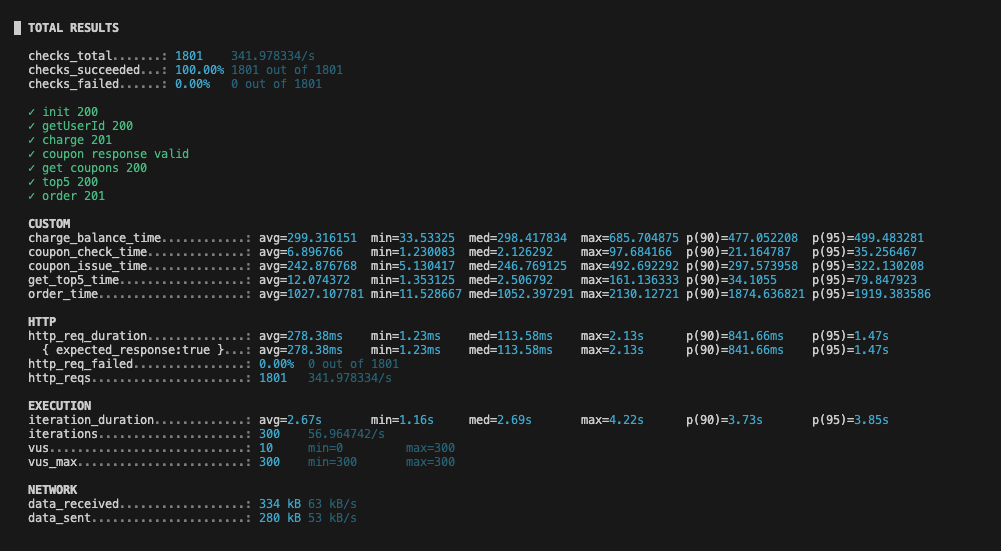 TOTAL RESULTS
checks_total.......: 1801 341.978334/s
checks_succeeded...: 100.00% 1801 out of 1801
checks_failed......: 0.00% 0 out of 1801
✓ init 200
✓ getUserId 200
✓ charge 201
✓ coupon response valid
✓ get coupons 200
✓ top5 200
✓ order 201
CUSTOM
charge_balance_time............: avg=299.316151 min=33.53325 med=298.417834 max=685.704875 p(90)=477.052208 p(95)=499.483281
coupon_check_time..............: avg=6.896766 min=1.230083 med=2.126292 max=97.684166 p(90)=21.164787 p(95)=35.256467
coupon_issue_time..............: avg=242.876768 min=5.130417 med=246.769125 max=492.692292 p(90)=297.573958 p(95)=322.130208
get_top5_time..................: avg=12.074372 min=1.353125 med=2.506792 max=161.136333 p(90)=34.1055 p(95)=79.847923
order_time.....................: avg=1027.107781 min=11.528667 med=1052.397291 max=2130.12721 p(90)=1874.636821 p(95)=1919.383586
HTTP
http_req_duration..............: avg=278.38ms min=1.23ms med=113.58ms max=2.13s p(90)=841.66ms p(95)=1.47s
{ expected_response:true }...: avg=278.38ms min=1.23ms med=113.58ms max=2.13s p(90)=841.66ms p(95)=1.47s
http_req_failed................: 0.00% 0 out of 1801
http_reqs......................: 1801 341.978334/s
EXECUTION
iteration_duration.............: avg=2.67s min=1.16s med=2.69s max=4.22s p(90)=3.73s p(95)=3.85s
iterations.....................: 300 56.964742/s
vus............................: 10 min=0 max=300
vus_max........................: 300 min=300 max=300
NETWORK
data_received..................: 334 kB 63 kB/s
data_sent......................: 280 kB 53 kB/s